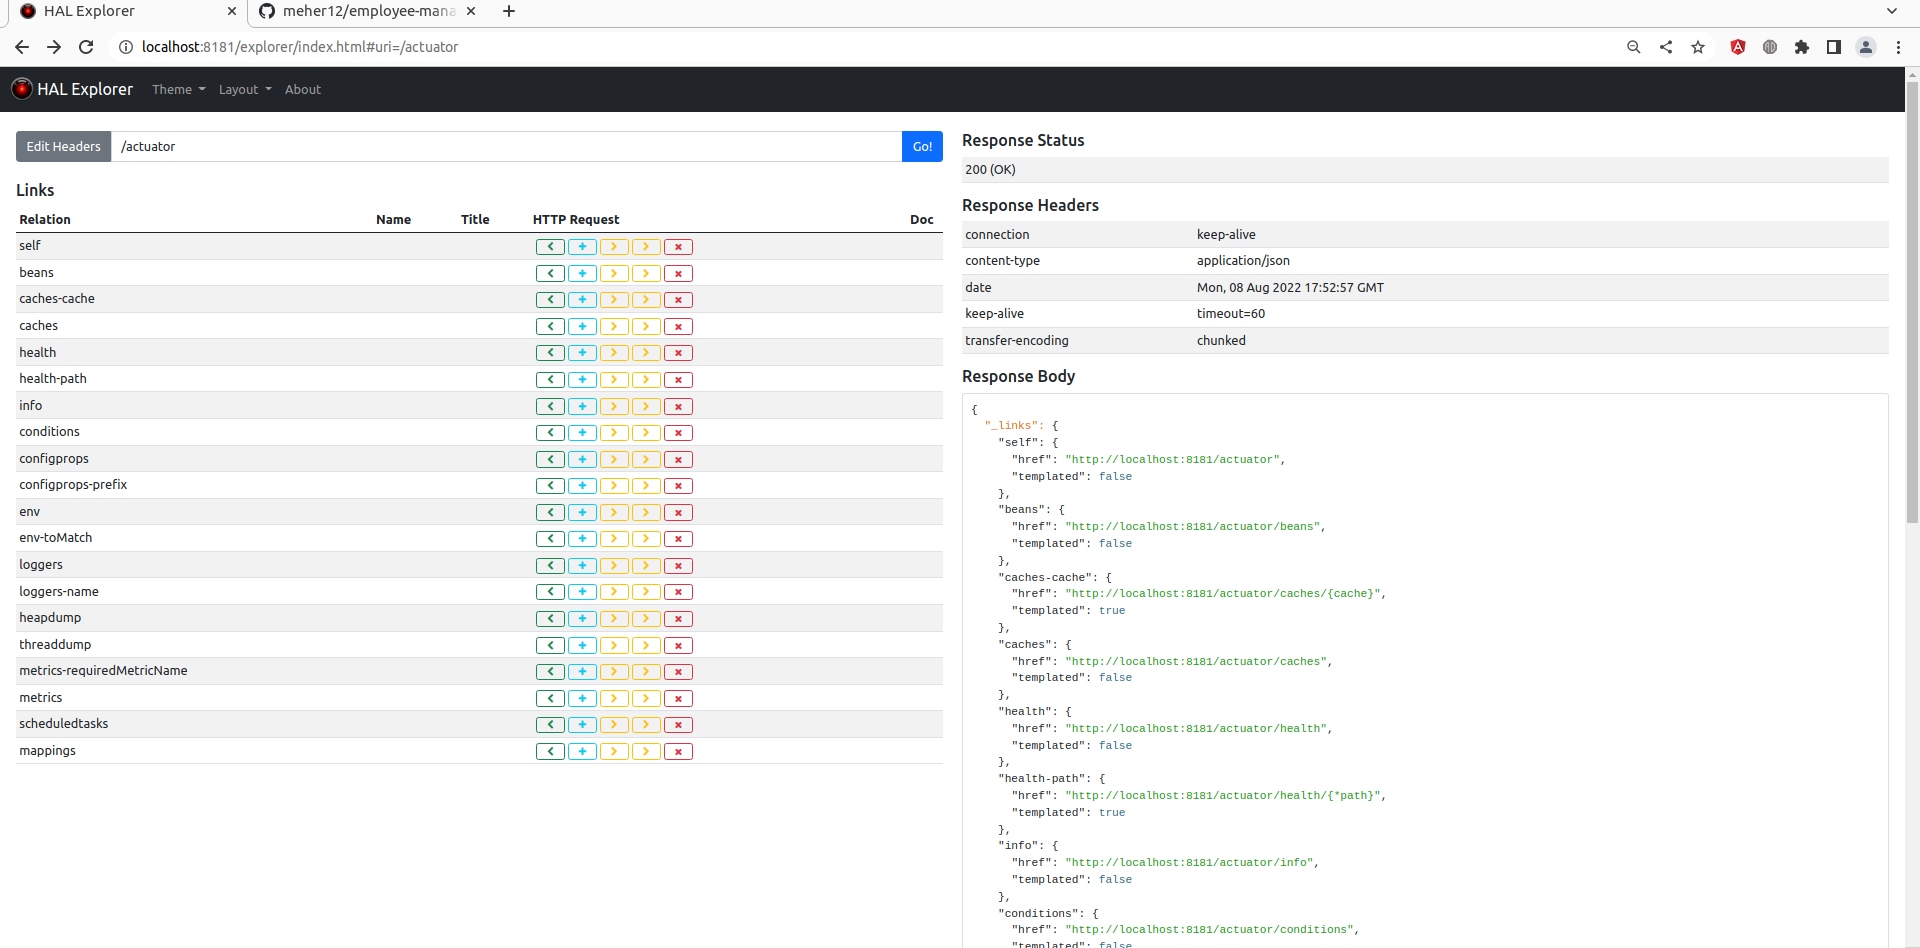 HAL Explorer
meher12/employee-mana
localhost:8181/explorer/index.html#uri=/actuator
HAL Explorer Theme Layout About
Edit Headers /actuator Go!
Links
Relation Name Title HTTP Request Doc
self
beans
caches-cache
caches
health
health-path
info
conditions
configprops
configprops-prefix
env
env-toMatch
loggers
loggers-name
heapdump
threaddump
metrics-requiredMetricName
metrics
scheduledtasks
mappings
Response Status
200 (OK)
Response Headers
connection keep-alive
content-type application/json
date Mon, 08 Aug 2022 17:52:57 GMT
keep-alive timeout=60
transfer-encoding chunked
Response Body
{
"_links": {
"self": {
"href": "http://localhost:8181/actuator",
"templated": false
},
"beans": {
"href": "http://localhost:8181/actuator/beans",
"templated": false
},
"caches-cache": {
"href": "http://localhost:8181/actuator/caches/{cache}",
"templated": true
},
"caches": {
"href": "http://localhost:8181/actuator/caches",
"templated": false
},
"health": {
"href": "http://localhost:8181/actuator/health",
"templated": false
},
"health-path": {
"href": "http://localhost:8181/actuator/health/{*path}",
"templated": true
},
"info": {
"href": "http://localhost:8181/actuator/info",
"templated": false
},
"conditions": {
"href": "http://localhost:8181/actuator/conditions",
"templated": false